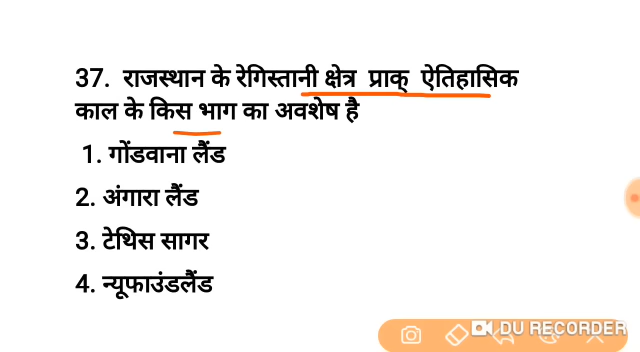 37. राजस्थान के रेगिस्तानी क्षेत्र प्राक् ऐतिहासिक
काल के किस भाग का अवशेष है
1. गोंडवाना लैंड
2. अंगारा लैंड
3. टेथिस सागर
4. न्यूफाउंडलैंड
DU RECORDER